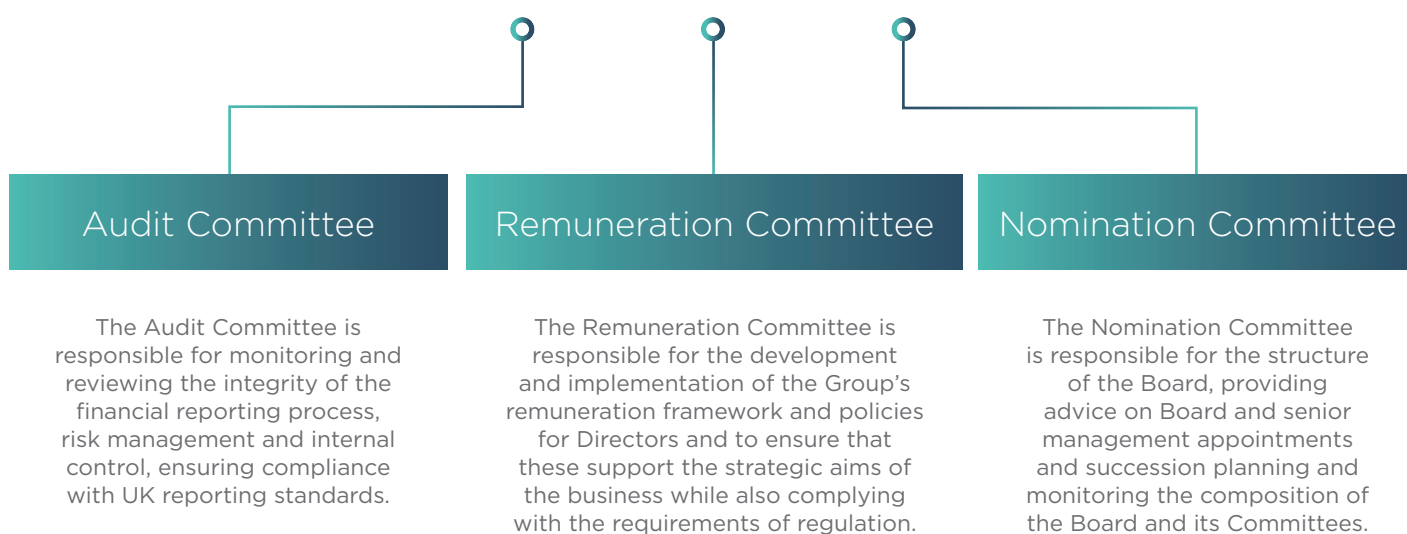 Audit Committee
The Audit Committee is
responsible for monitoring and
reviewing the integrity of the
financial reporting process,
risk management and internal
control, ensuring compliance
with UK reporting standards.
Remuneration Committee
The Remuneration Committee is
responsible for the development
and implementation of the Group’s
remuneration framework and policies
for Directors and to ensure that
these support the strategic aims of
the business while also complying
with the requirements of regulation.
Nomination Committee
The Nomination Committee
is responsible for the structure
of the Board, providing
advice on Board and senior
management appointments
and succession planning and
monitoring the composition of
the Board and its Committees.